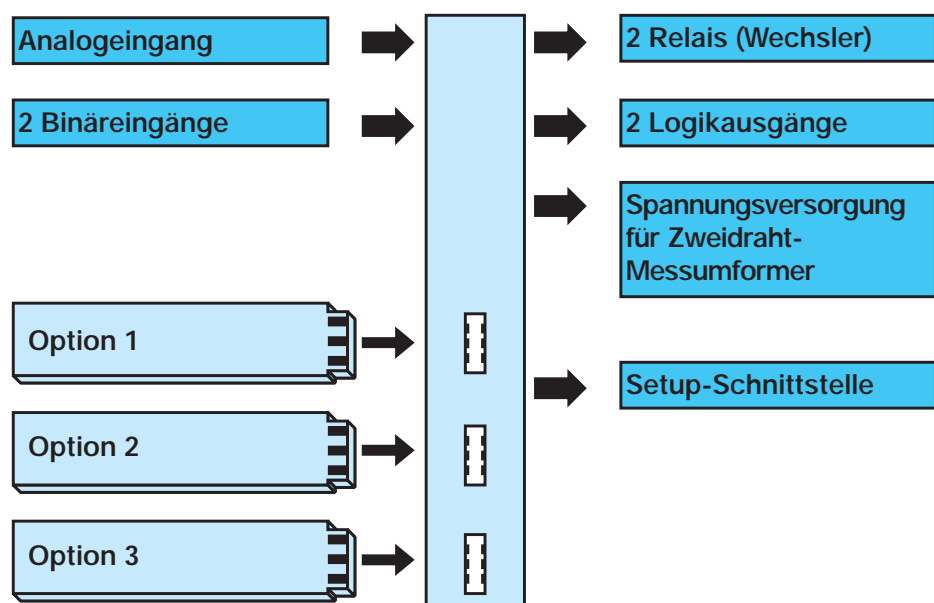 Analogeingang
2 Binäreingänge
Option 1
Option 2
Option 3
2 Relais (Wechsler)
2 Logikausgänge
Spannungsversorgung
für Zweidraht-
Messumformer
Setup-Schnittstelle